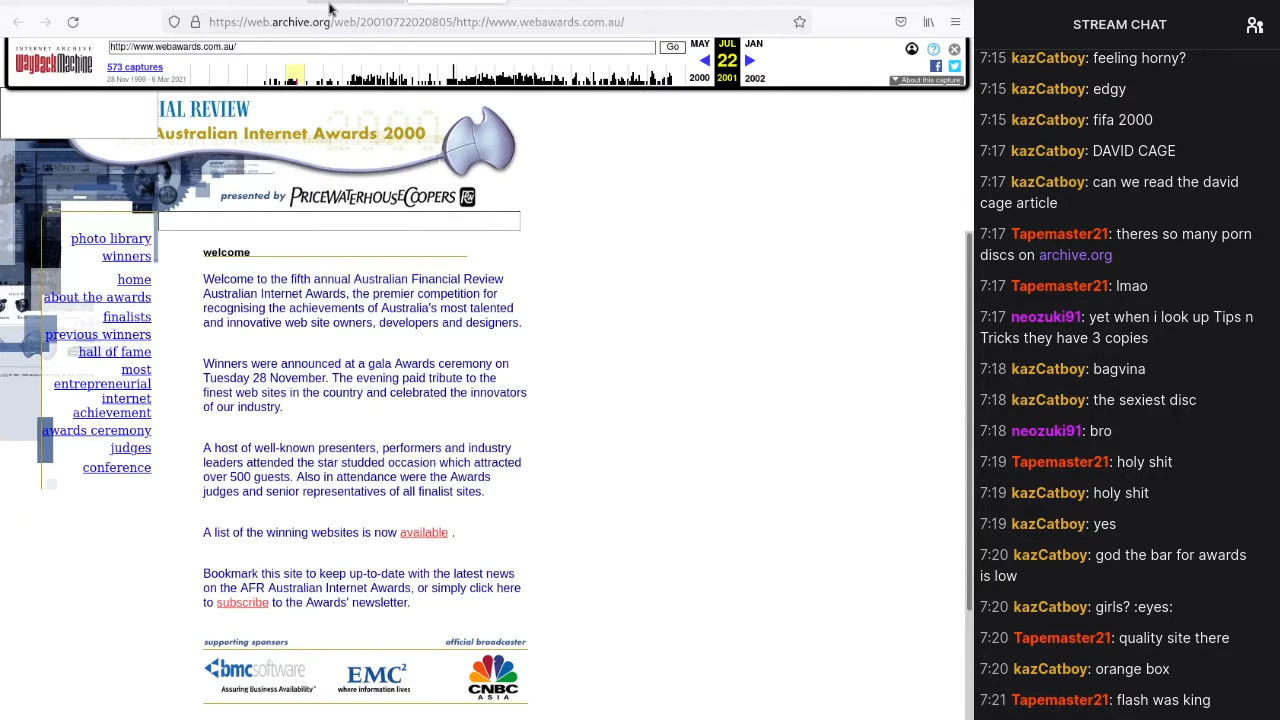 https://web.archive.org/web/20010722020805/http://www.webawards.com.au/
INTERNET ARCHIVE
WayBackMachine
http://www.webawards.com.au/
Go
573 captures
28 Nov 1999 - 6 Mar 2021
MAY JUL JAN
22
2000 2001 2002
About this capture
IAL REVIEW
Australian Internet Awards 2000
presented by PRICEWATERHOUSECOPERS
photo library
winners
home
about the awards
finalists
previous winners
hall of fame
most
entrepreneurial
internet
achievement
awards ceremony
judges
conference
welcome
Welcome to the fifth annual Australian Financial Review
Australian Internet Awards, the premier competition for
recognising the achievements of Australia's most talented
and innovative web site owners, developers and designers.
Winners were announced at a gala Awards ceremony on
Tuesday 28 November. The evening paid tribute to the
finest web sites in the country and celebrated the innovators
of our industry.
A host of well-known presenters, performers and industry
leaders attended the star studded occasion which attracted
over 500 guests. Also in attendance were the Awards
judges and senior representatives of all finalist sites.
A list of the winning websites is now available .
Bookmark this site to keep up-to-date with the latest news
on the AFR Australian Internet Awards, or simply click here
to subscribe to the Awards' newsletter.
supporting sponsors
official broadcaster
bmcsoftware
Assuring Business Availability
EMC²
where information lives
CNBC
ASIA
STREAM CHAT
7:15 kazCatboy: feeling horny?
7:15 kazCatboy: edgy
7:15 kazCatboy: fifa 2000
7:17 kazCatboy: DAVID CAGE
7:17 kazCatboy: can we read the david
cage article
7:17 Tapemaster21: theres so many porn
discs on archive.org
7:17 Tapemaster21: lmao
7:17 neozuki91: yet when i look up Tips n
Tricks they have 3 copies
7:18 kazCatboy: bagvina
7:18 kazCatboy: the sexiest disc
7:18 neozuki91: bro
7:19 Tapemaster21: holy shit
7:19 kazCatboy: holy shit
7:19 kazCatboy: yes
7:20 kazCatboy: god the bar for awards
is low
7:20 kazCatboy: girls? :eyes:
7:20 Tapemaster21: quality site there
7:20 kazCatboy: orange box
7:21 Tapemaster21: flash was king